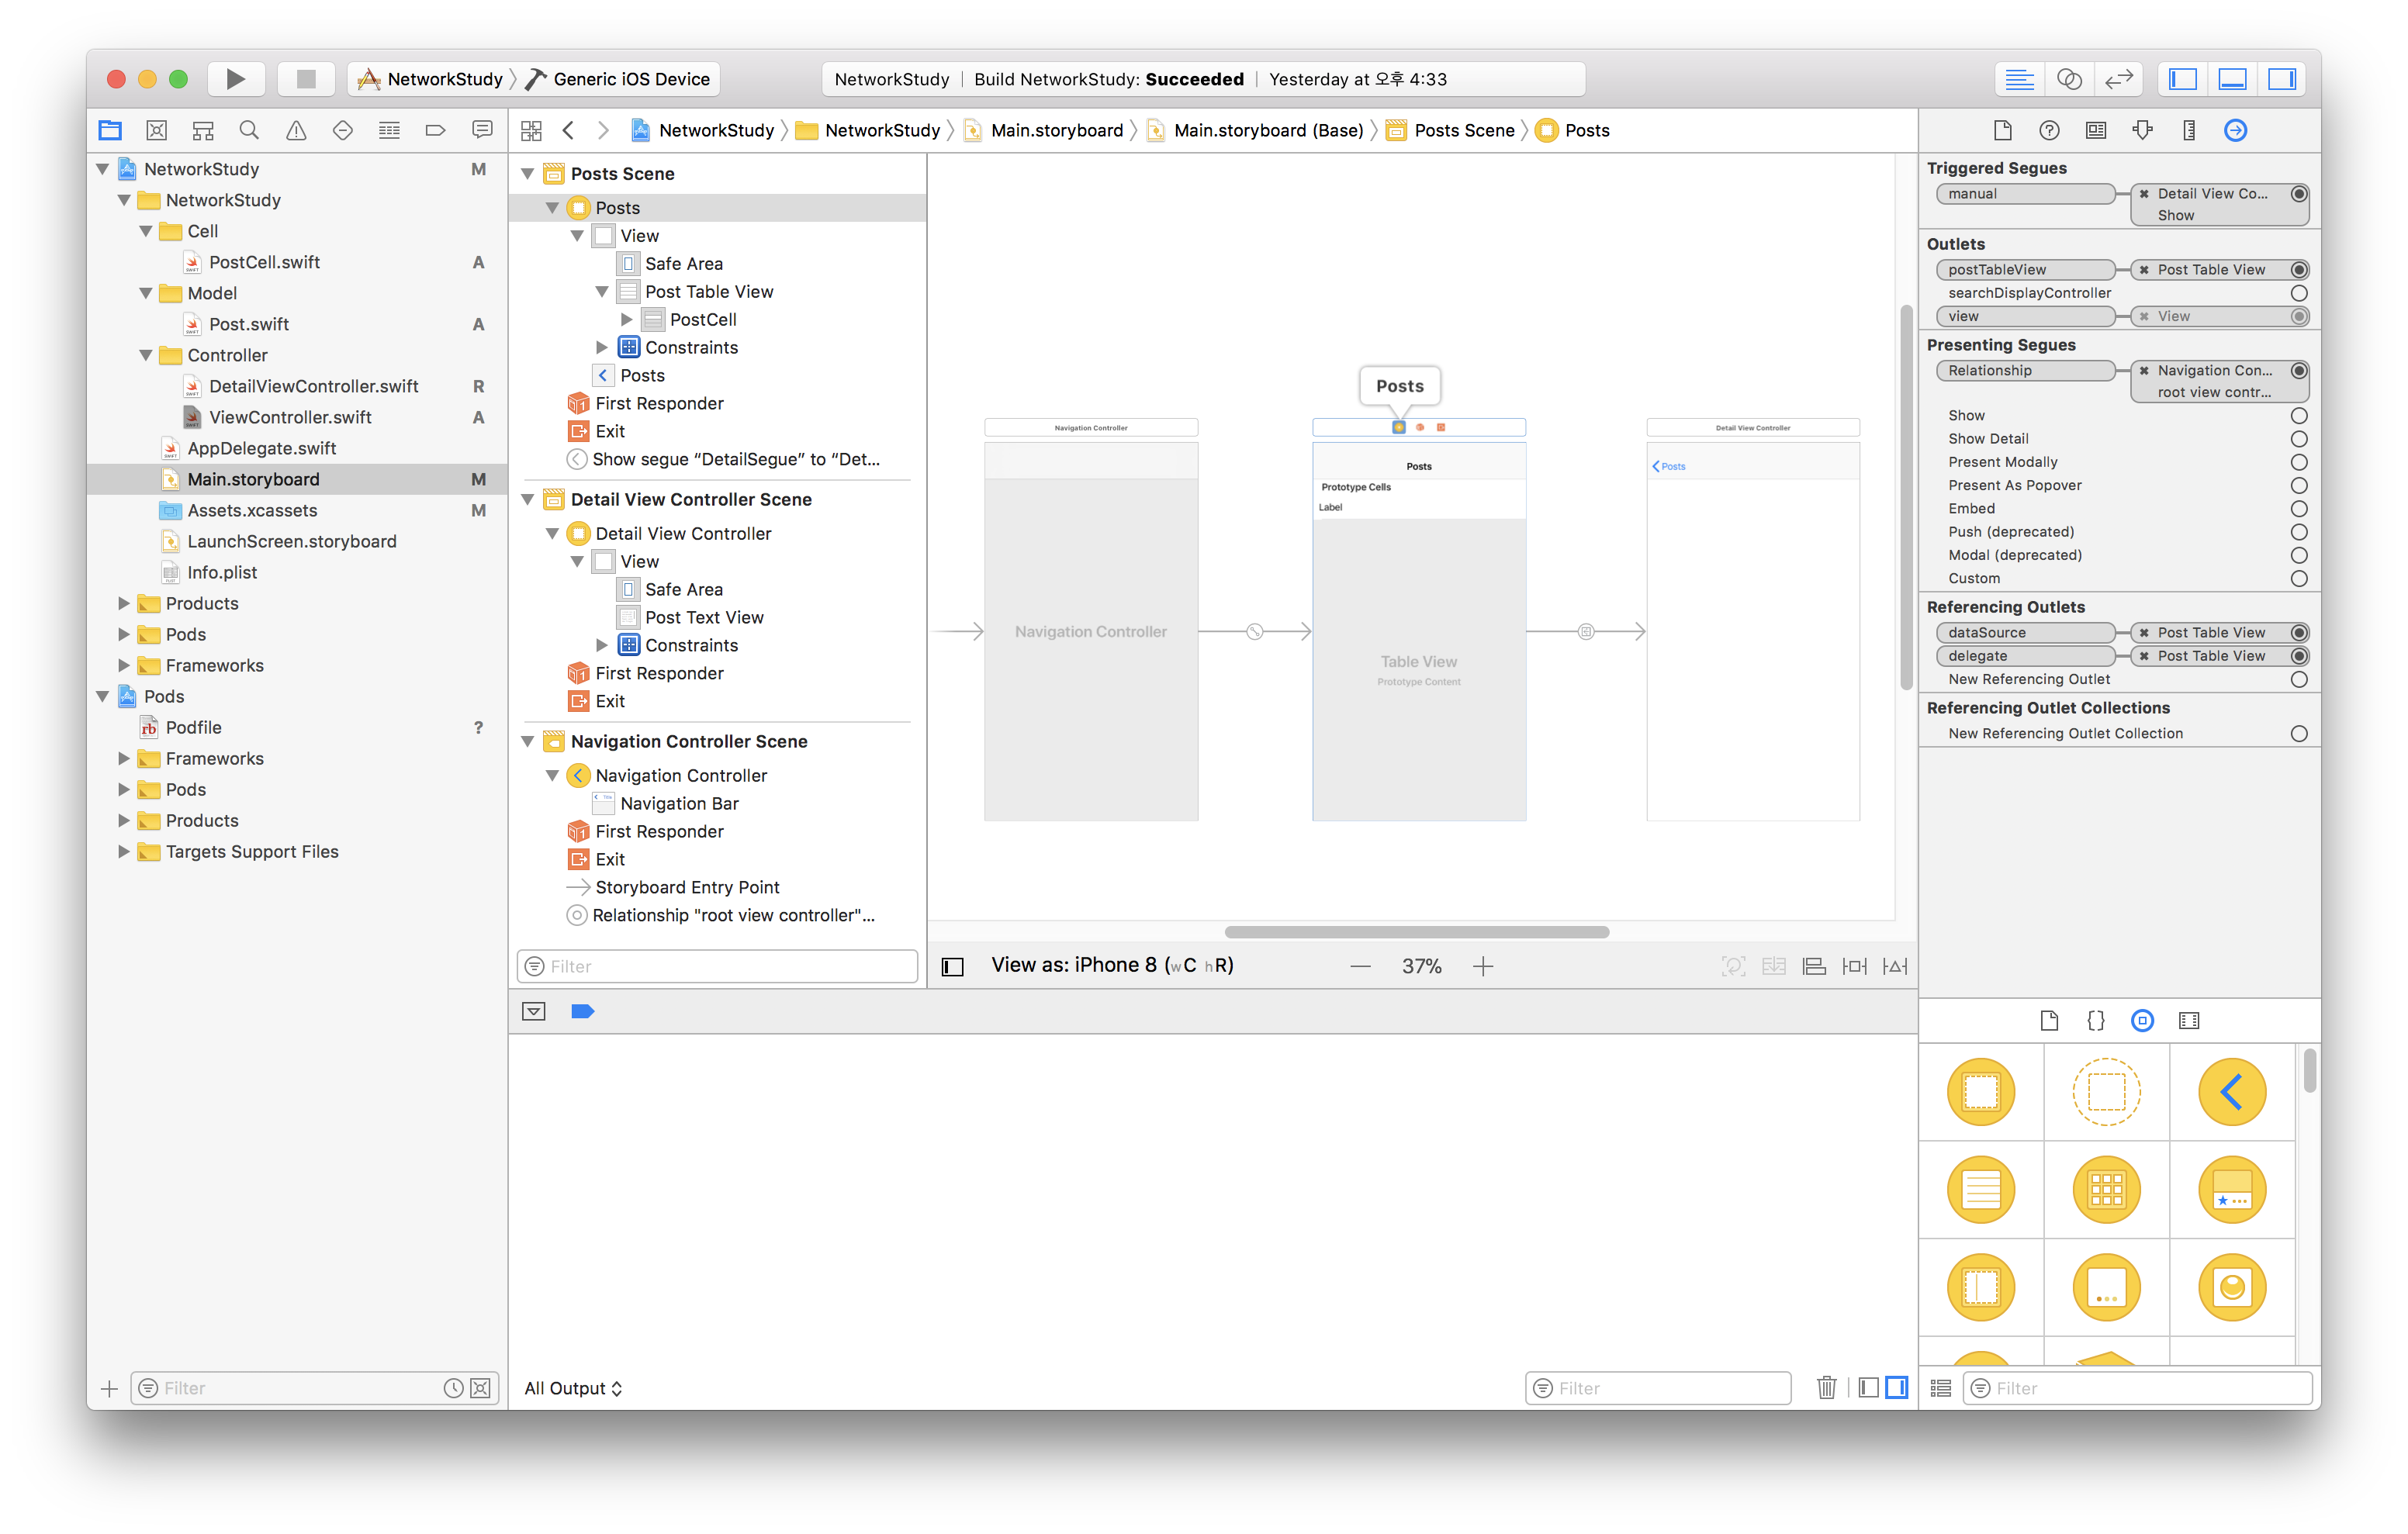 NetworkStudy
Generic iOS Device
NetworkStudy
Build NetworkStudy: Succeeded
Yesterday at 오후 4:33
NetworkStudy
NetworkStudy
Main.storyboard
Main.storyboard (Base)
Posts Scene
Posts
NetworkStudy M
NetworkStudy
Cell
PostCell.swift A
Model
Post.swift A
Controller
DetailViewController.swift R
ViewController.swift A
AppDelegate.swift
Main.storyboard M
Assets.xcassets M
LaunchScreen.storyboard
Info.plist
Products
Pods
Frameworks
Pods
Podfile ?
Frameworks
Pods
Products
Targets Support Files
Filter
Posts Scene
Posts
View
Safe Area
Post Table View
PostCell
Constraints
Posts
First Responder
Exit
Show segue “DetailSegue” to “Det...
Detail View Controller Scene
Detail View Controller
View
Safe Area
Post Text View
Constraints
First Responder
Exit
Navigation Controller Scene
Navigation Controller
Navigation Bar
First Responder
Exit
Storyboard Entry Point
Relationship "root view controller"...
Filter
Posts
Navigation Controller
Navigation Controller
Posts
Prototype Cells
Label
Table View
Prototype Content
Detail View Controller
Posts
View as: iPhone 8 (wC hR)
37%
All Output
Filter
Triggered Segues
manual
Detail View Co...
Show
Outlets
postTableView
Post Table View
searchDisplayController
view
View
Presenting Segues
Relationship
Navigation Con...
root view contr...
Show
Show Detail
Present Modally
Present As Popover
Embed
Push (deprecated)
Modal (deprecated)
Custom
Referencing Outlets
dataSource
Post Table View
delegate
Post Table View
New Referencing Outlet
Referencing Outlet Collections
New Referencing Outlet Collection
Filter